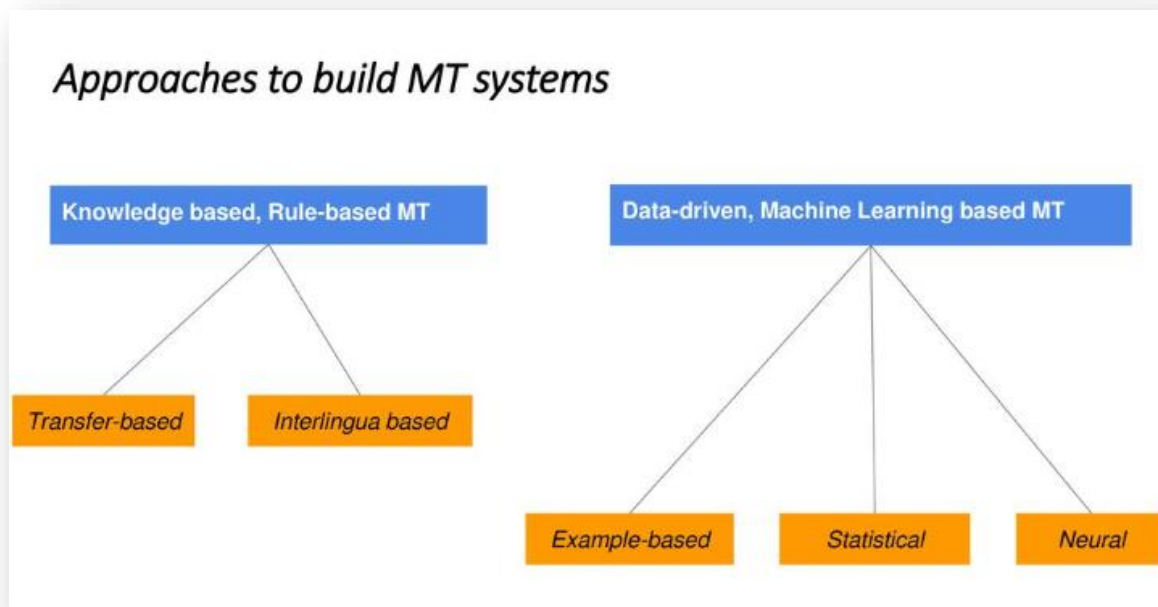 Approaches to build MT systems
Knowledge based, Rule-based MT
Data-driven, Machine Learning based MT
Transfer-based
Interlingua based
Example-based
Statistical
Neural